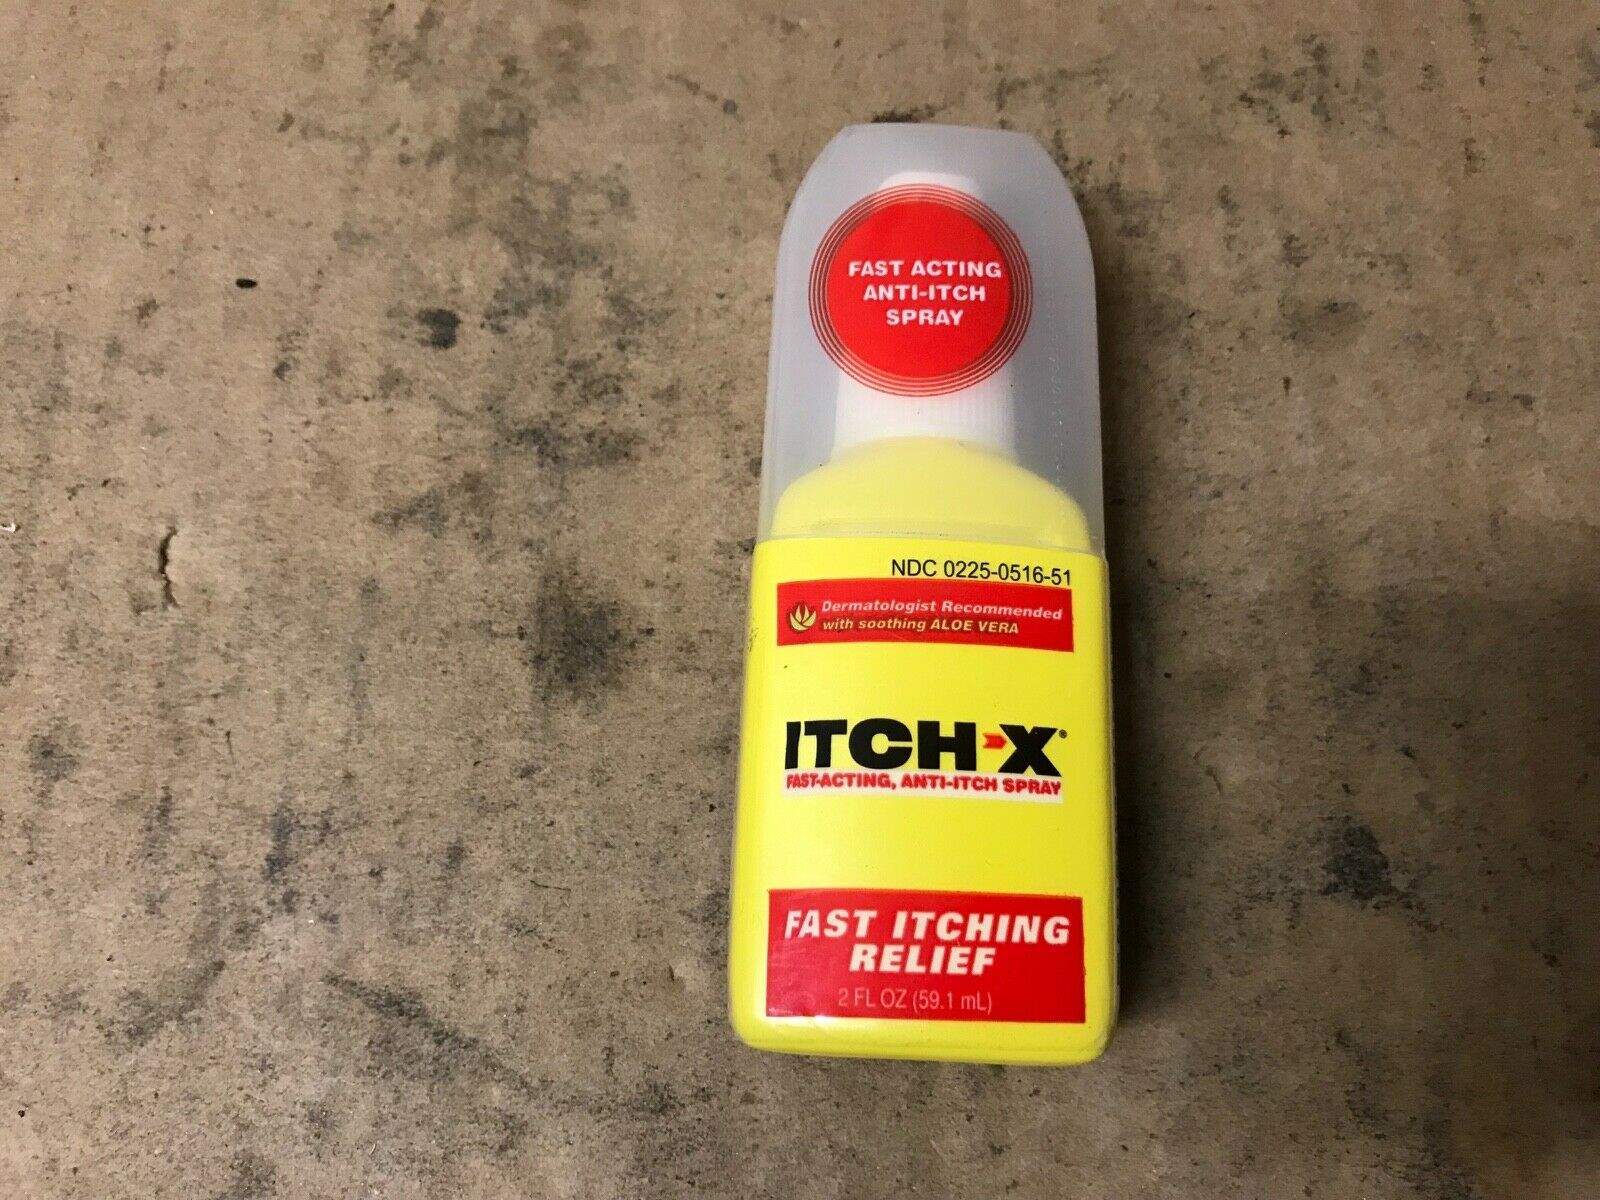 FAST ACTING
ANTI-ITCH
SPRAY
NDC 0225-0516-51
Dermatologist Recommended
with soothing ALOE VERA
ITCH-X®
FAST-ACTING, ANTI-ITCH SPRAY
FAST ITCHING
RELIEF
2 FL OZ (59.1 mL)